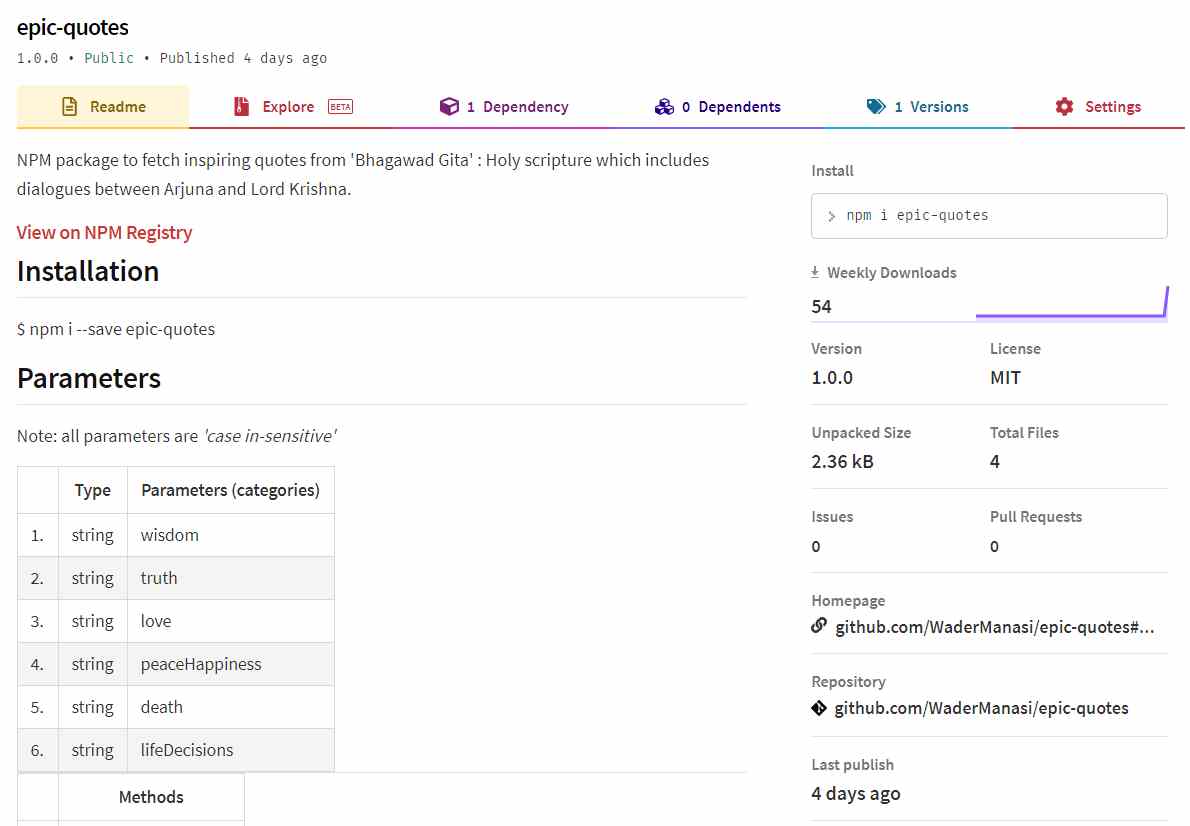 epic-quotes
1.0.0 • Public • Published 4 days ago
Readme
Explore BETA
1 Dependency
0 Dependents
1 Versions
Settings
NPM package to fetch inspiring quotes from 'Bhagawad Gita' : Holy scripture which includes
dialogues between Arjuna and Lord Krishna.
View on NPM Registry
Installation
$ npm i --save epic-quotes
Parameters
Note: all parameters are 'case in-sensitive'
Type Parameters (categories)
1. string wisdom
2. string truth
3. string love
4. string peaceHappiness
5. string death
6. string lifeDecisions
Methods
Install
> npm i epic-quotes
Weekly Downloads
54
Version License
1.0.0 MIT
Unpacked Size Total Files
2.36 kB 4
Issues Pull Requests
0 0
Homepage
github.com/WaderManasi/epic-quotes#...
Repository
github.com/WaderManasi/epic-quotes
Last publish
4 days ago